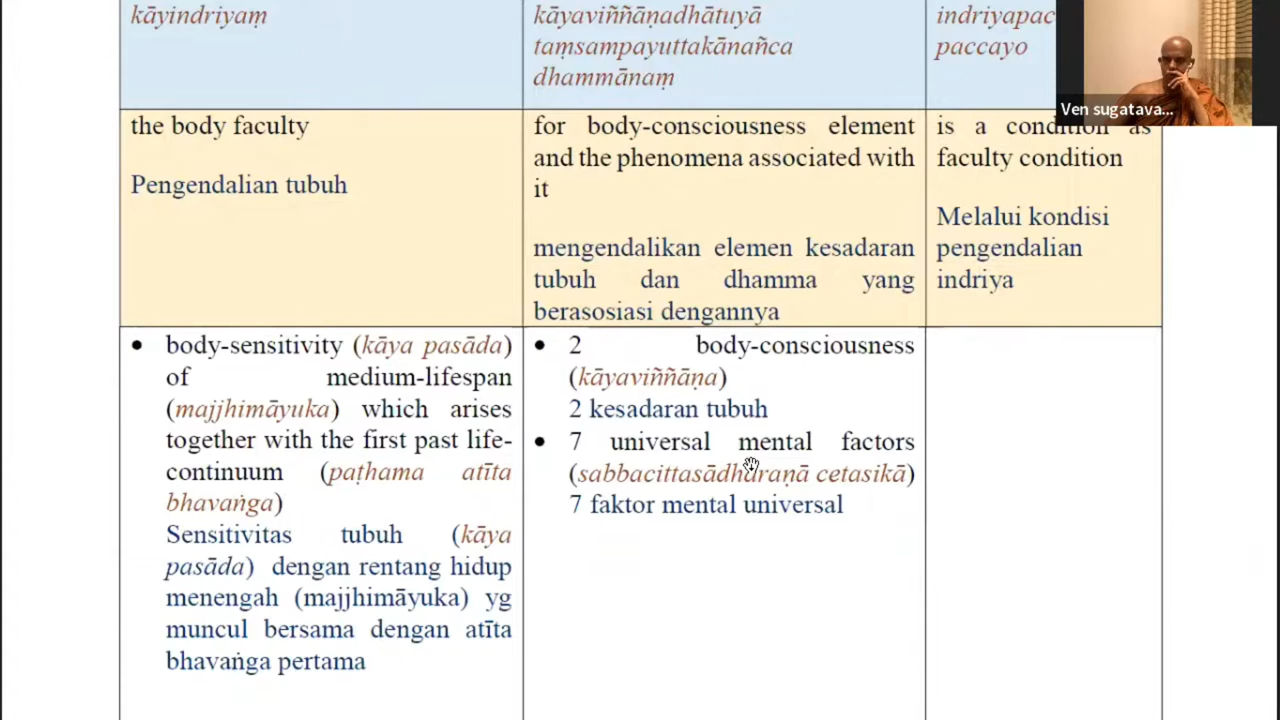 kāyindriyaṃ
kāyaviññāṇadhātuyā
taṃsampayuttakānañca
dhammānaṃ
indriyapac
paccayo
Ven sugatava...
the body faculty
Pengendalian tubuh
for body-consciousness element
and the phenomena associated with
it
mengendalikan elemen kesadaran
tubuh dan dhamma yang
berasosiasi dengannya
is a condition as
faculty condition
Melalui kondisi
pengendalian
indriya
• body-sensitivity (kāya pasāda)
of medium-lifespan
(majjhimāyuka) which arises
together with the first past life-
continuum (paṭhama atīta
bhavaṅga)
Sensitivitas tubuh (kāya
pasāda) dengan rentang hidup
menengah (majjhimāyuka) yg
muncul bersama dengan atīta
bhavaṅga pertama
• 2 body-consciousness
(kāyaviññāṇa)
2 kesadaran tubuh
• 7 universal mental factors
(sabbacittasādhāraṇā cetasikā)
7 faktor mental universal